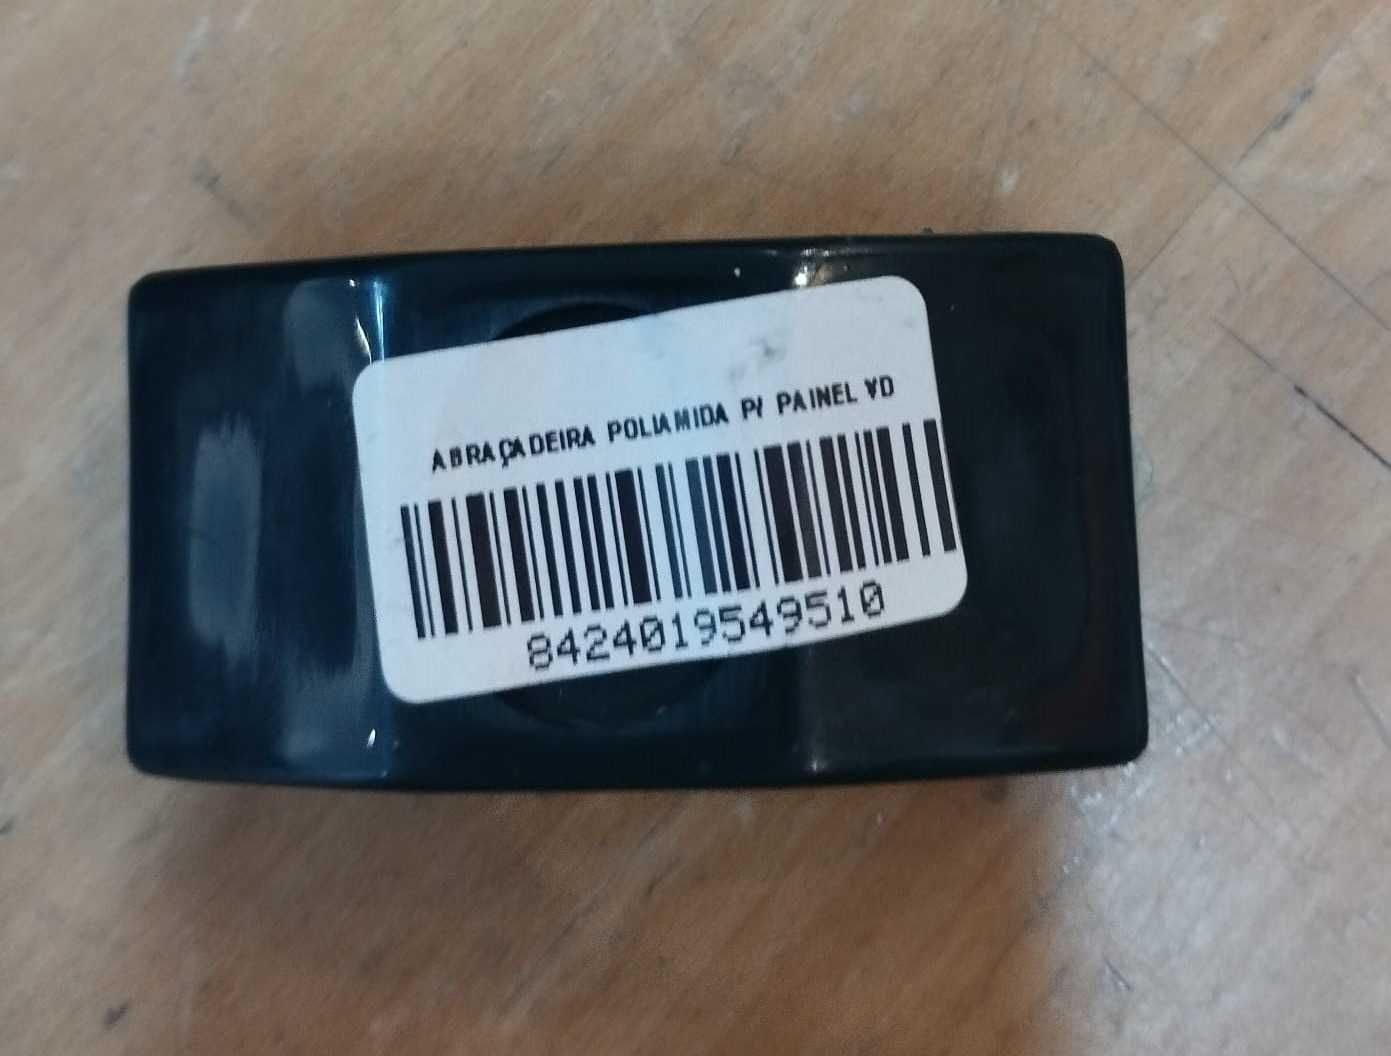 ABRAÇADEIRA POLIAMIDA P/ PAINEL VD
8424019549510